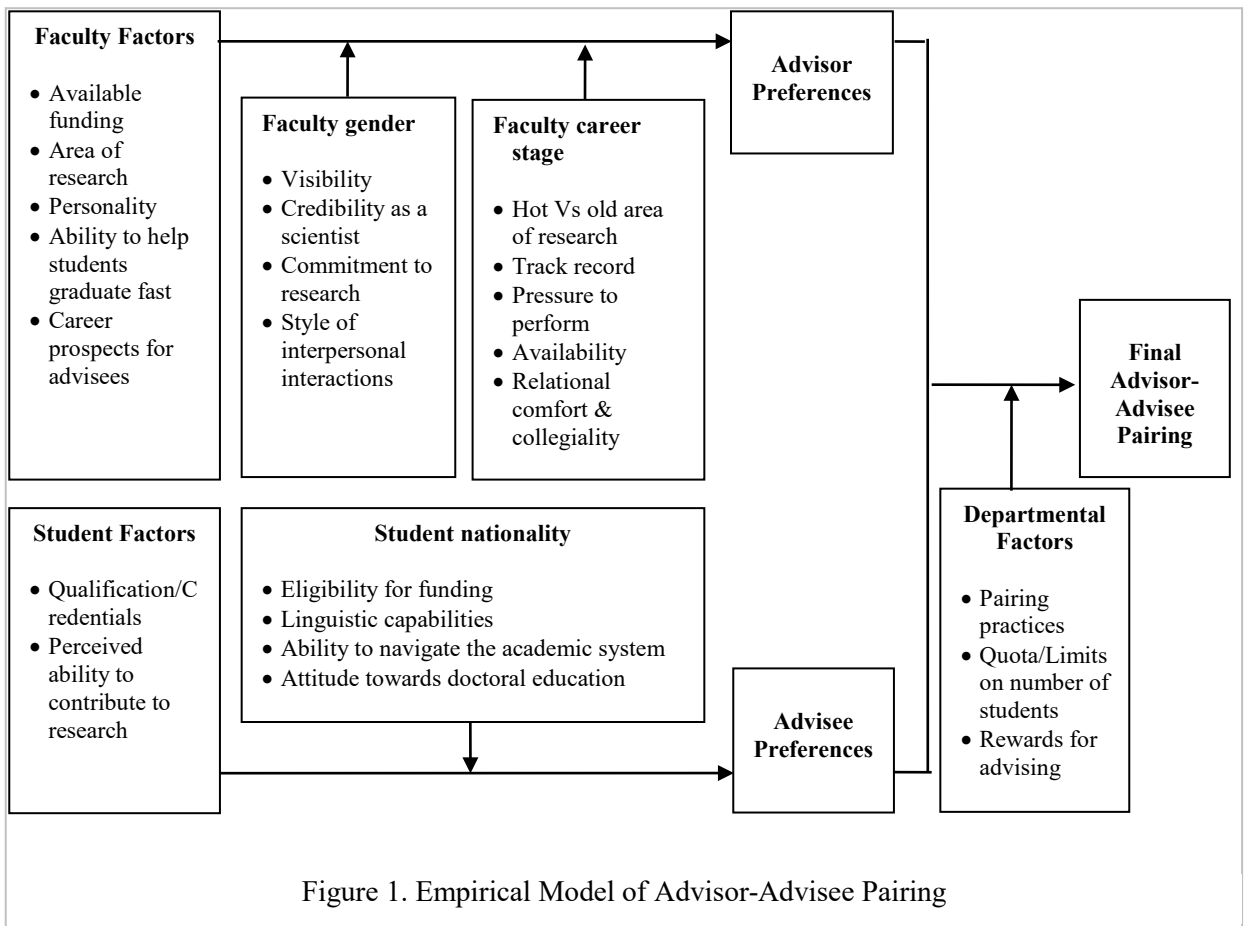 Faculty Factors
• Available
funding
• Area of
research
• Personality
• Ability to help
students
graduate fast
• Career
prospects for
advisees
Faculty gender
• Visibility
• Credibility as a
scientist
• Commitment to
research
• Style of
interpersonal
interactions
Faculty career
stage
• Hot Vs old area
of research
• Track record
• Pressure to
perform
• Availability
• Relational
comfort &
collegiality
Advisor
Preferences
Final
Advisor-
Advisee
Pairing
Student Factors
• Qualification/C
redentials
• Perceived
ability to
contribute to
research
Student nationality
• Eligibility for funding
• Linguistic capabilities
• Ability to navigate the academic system
• Attitude towards doctoral education
Advisee
Preferences
Departmental
Factors
• Pairing
practices
• Quota/Limits
on number of
students
• Rewards for
advising
Figure 1. Empirical Model of Advisor-Advisee Pairing